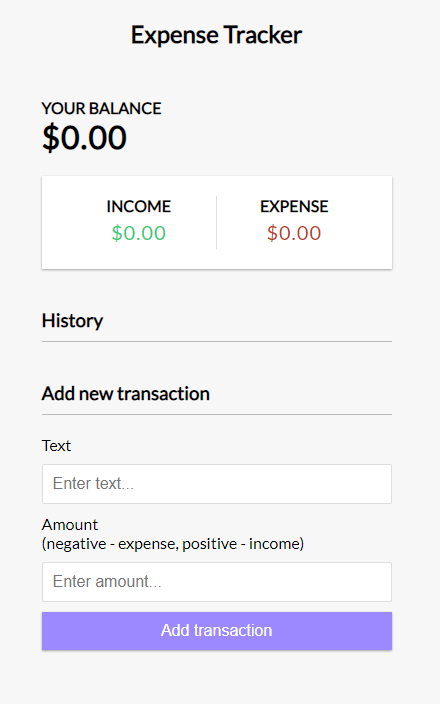 Expense Tracker
YOUR BALANCE
$0.00
INCOME
EXPENSE
$0.00
$0.00
History
Add new transaction
Text
Enter text...
Amount
(negative - expense, positive - income)
Enter amount...
Add transaction